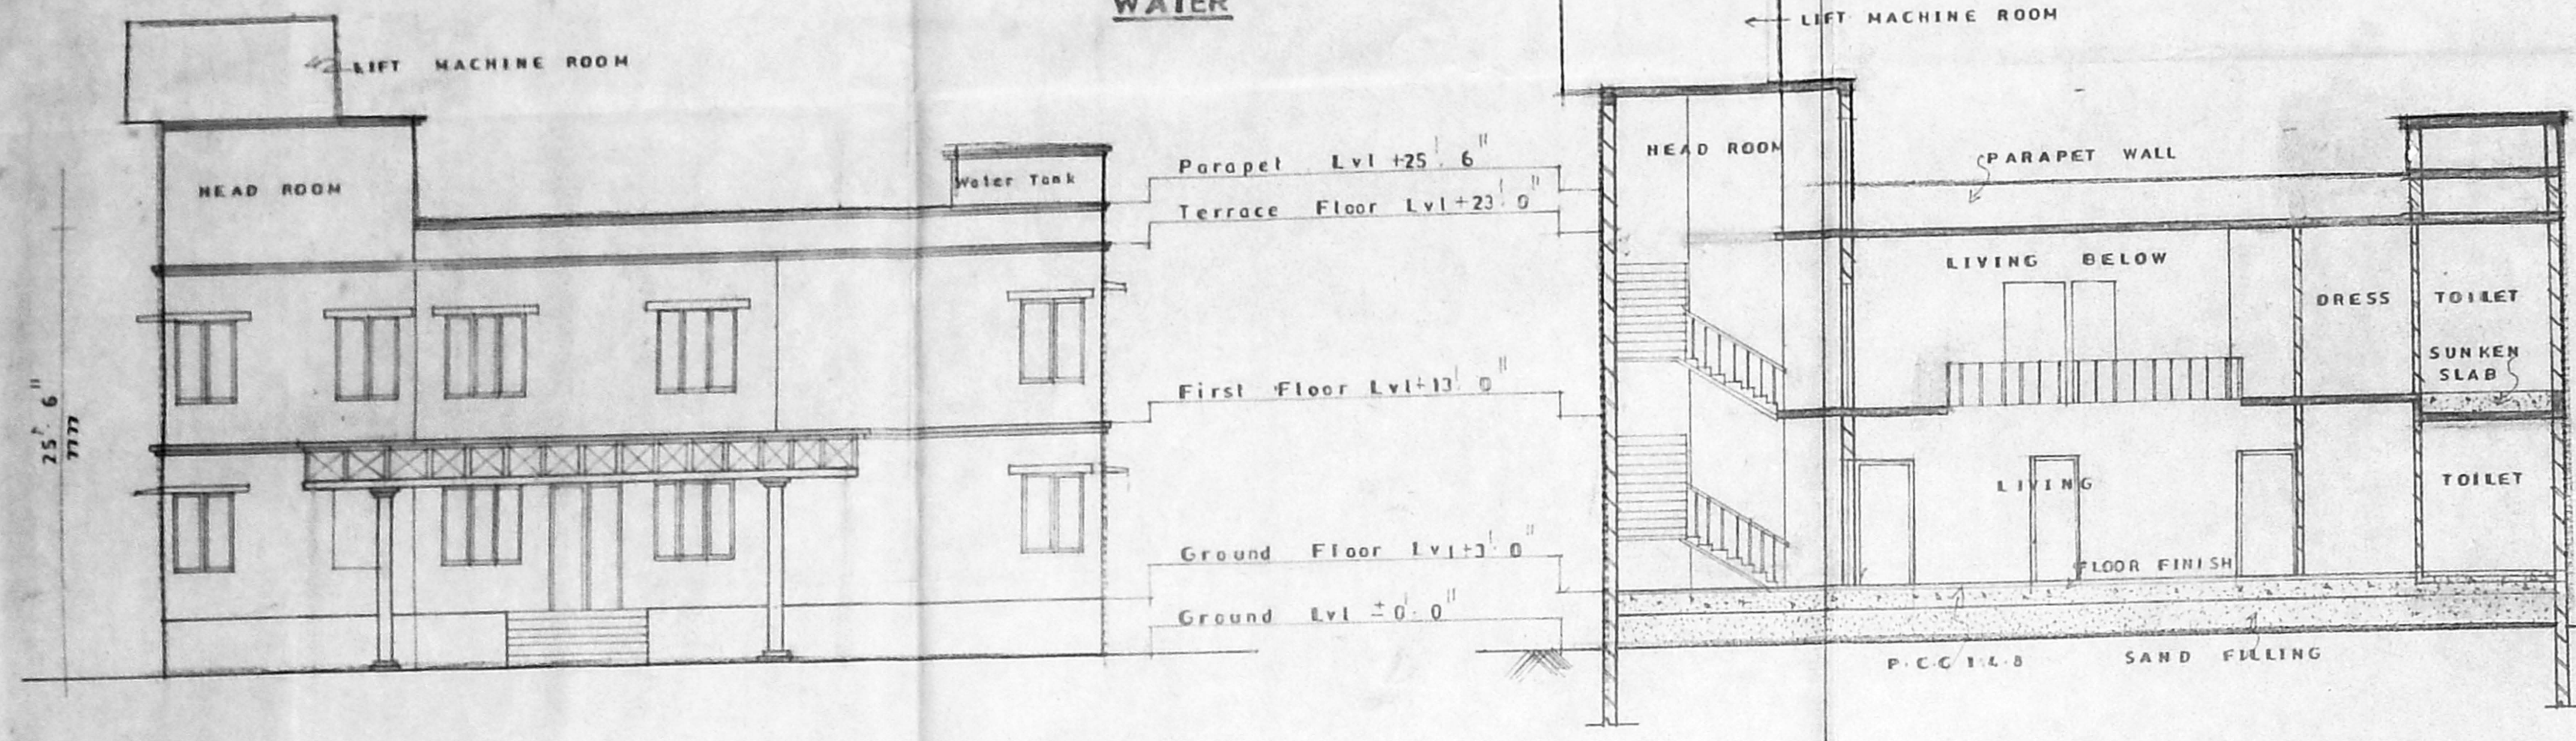 WATER
LIFT MACHINE ROOM
HEAD ROOM
Water Tank
25' 6"
Parapet Lvl +25' 6"
Terrace Floor Lvl +23' 0"
First Floor Lvl +13' 0"
Ground Floor Lvl +3' 0"
Ground Lvl ±0' 0"
LIFT MACHINE ROOM
HEAD ROOM
PARAPET WALL
LIVING BELOW
DRESS
TOILET
SUNKEN
SLAB
LIVING
TOILET
FLOOR FINISH
P.C.C 1:4:8
SAND FILLING